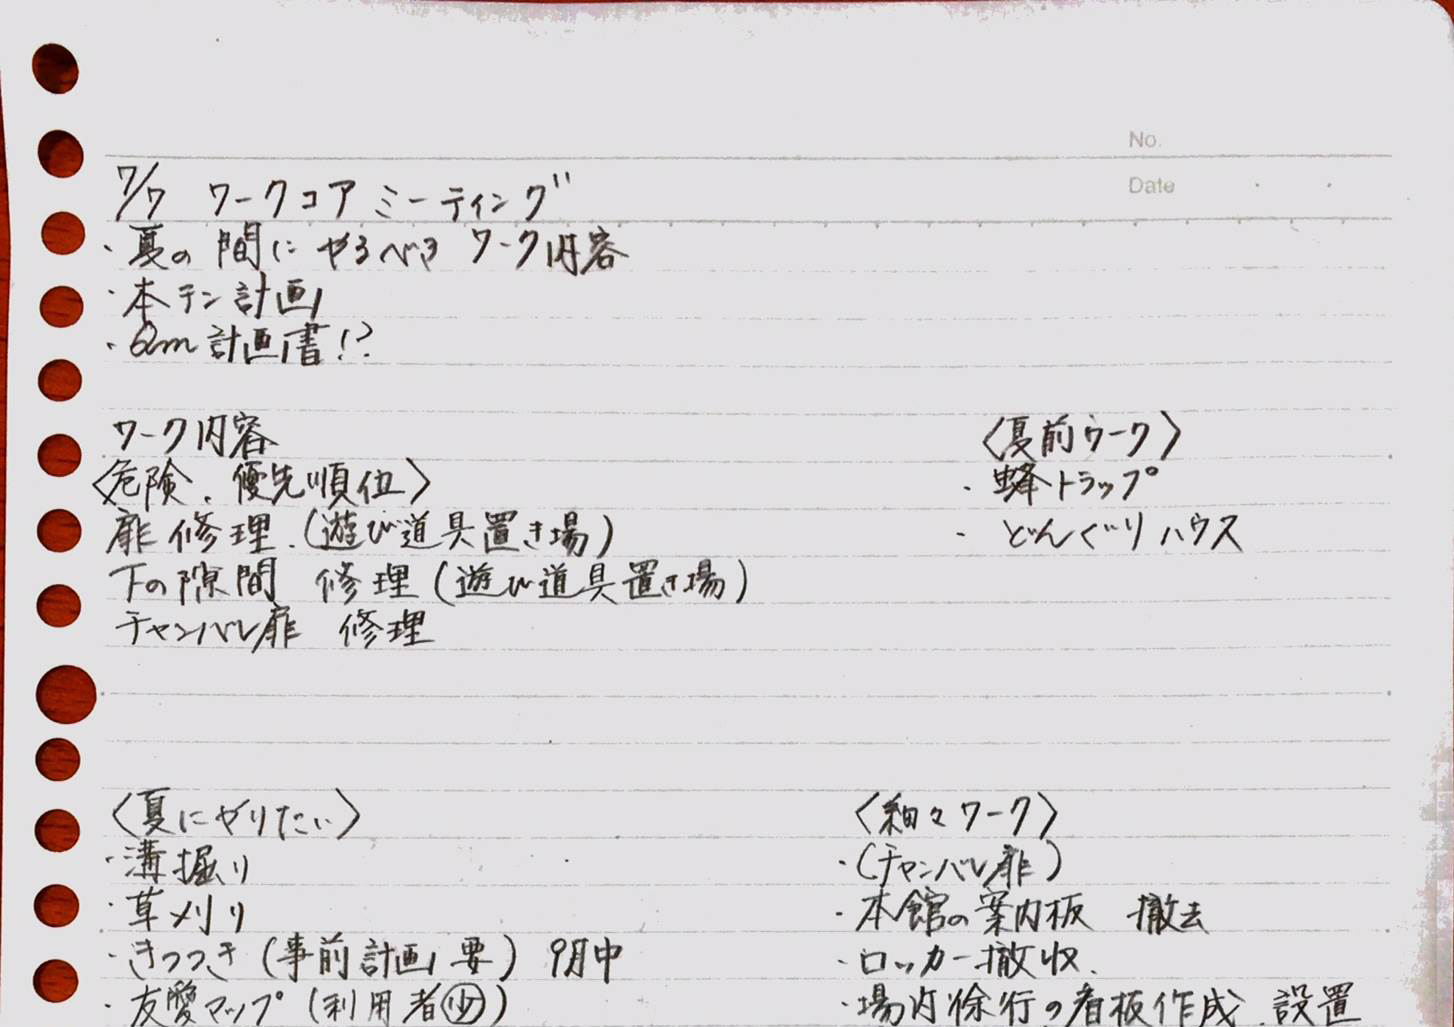 No.
Date
7/7 ワークコアミーティング
・夏の間にやるべき ワーク内容
・本テン計画
・6m計画書!?
ワーク内容
〈危険、優先順位〉
扉修理、(遊び道具置き場)
下の隙間 修理(遊び道具置き場)
チャンバレ扉 修理
〈夏前ワーク〉
・蜂トラップ
・どんぐりハウス
〈夏にやりたい〉
・溝掘り
・草刈り
・きつつき(事前計画要) 9月中
・友愛マップ(利用者少)
〈細々ワーク〉
・(チャンバレ扉)
・本館の案内板 撤去
・ロッカー撤収、
・場内徐行の看板作成、設置